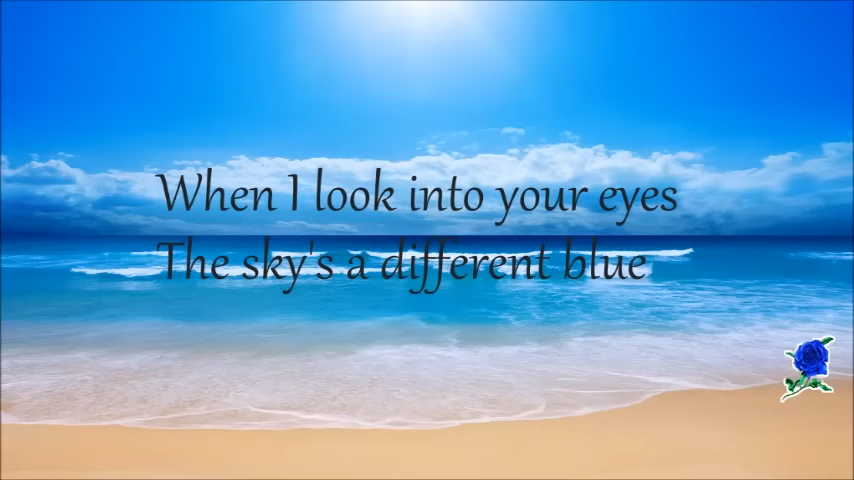 When I look into your eyes
The sky's a different blue